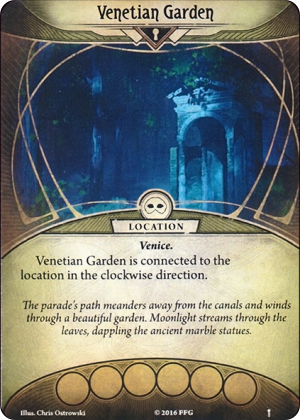 Venetian Garden
LOCATION
Venice.
Venetian Garden is connected to the
location in the clockwise direction.
The parade's path meanders away from the canals and winds
through a beautiful garden. Moonlight streams through the
leaves, dappling the ancient marble statues.
Illus. Chris Ostrowski
© 2016 FFG